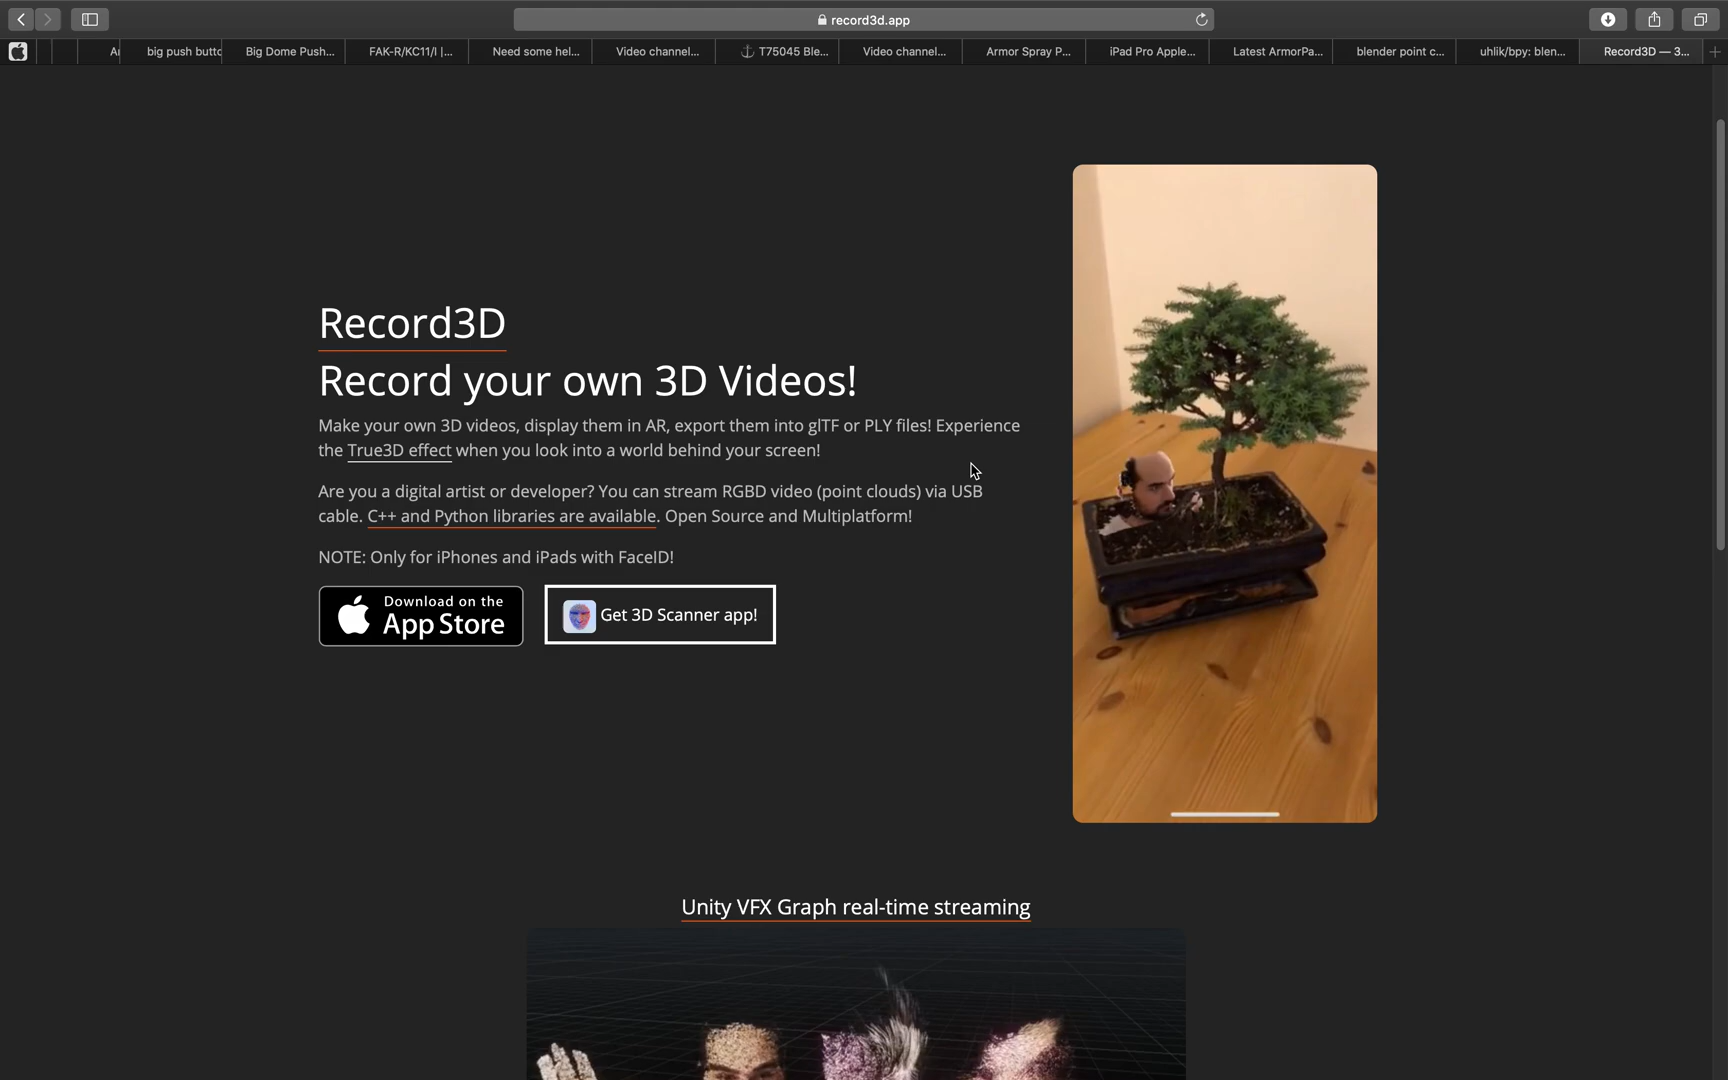 record3d.app
Ai
big push butto
Big Dome Push...
FAK-R/KC11/I |...
Need some hel...
Video channel...
T75045 Ble...
Video channel...
Armor Spray P...
iPad Pro Apple...
Latest ArmorPa...
blender point c...
uhlik/bpy: blen...
Record3D — 3...
Record3D
Record your own 3D Videos!
Make your own 3D videos, display them in AR, export them into glTF or PLY files! Experience
the True3D effect when you look into a world behind your screen!
Are you a digital artist or developer? You can stream RGBD video (point clouds) via USB
cable. C++ and Python libraries are available. Open Source and Multiplatform!
NOTE: Only for iPhones and iPads with FaceID!
Download on the
App Store
Get 3D Scanner app!
Unity VFX Graph real-time streaming